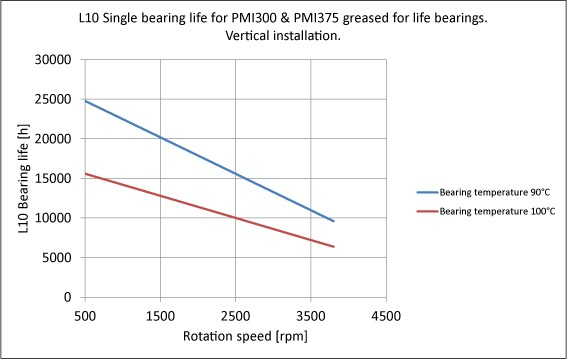 L10 Single bearing life for PMI300 & PMI375 greased for life bearings.
Vertical installation.
30000
25000
20000
15000
10000
5000
0
L10 Bearing life [h]
500 1500 2500 3500 4500
Rotation speed [rpm]
Bearing temperature 90°C
Bearing temperature 100°C